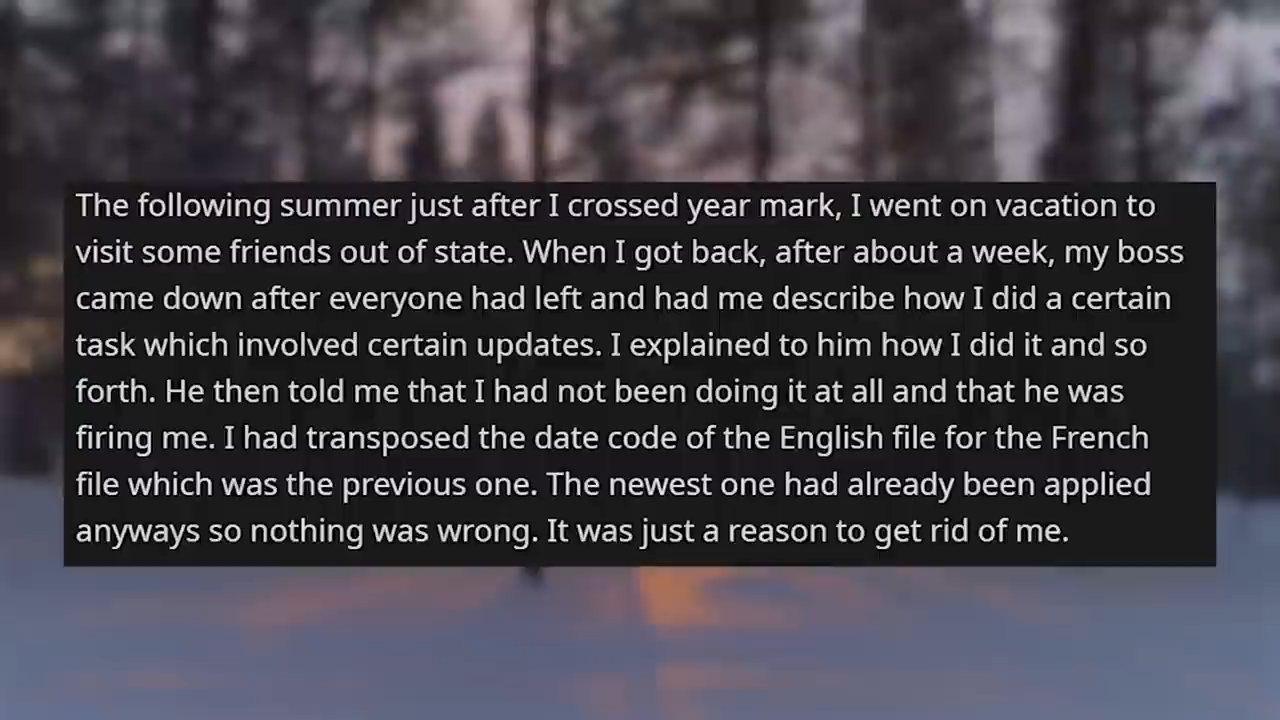 The following summer just after I crossed year mark, I went on vacation to
visit some friends out of state. When I got back, after about a week, my boss
came down after everyone had left and had me describe how I did a certain
task which involved certain updates. I explained to him how I did it and so
forth. He then told me that I had not been doing it at all and that he was
firing me. I had transposed the date code of the English file for the French
file which was the previous one. The newest one had already been applied
anyways so nothing was wrong. It was just a reason to get rid of me.